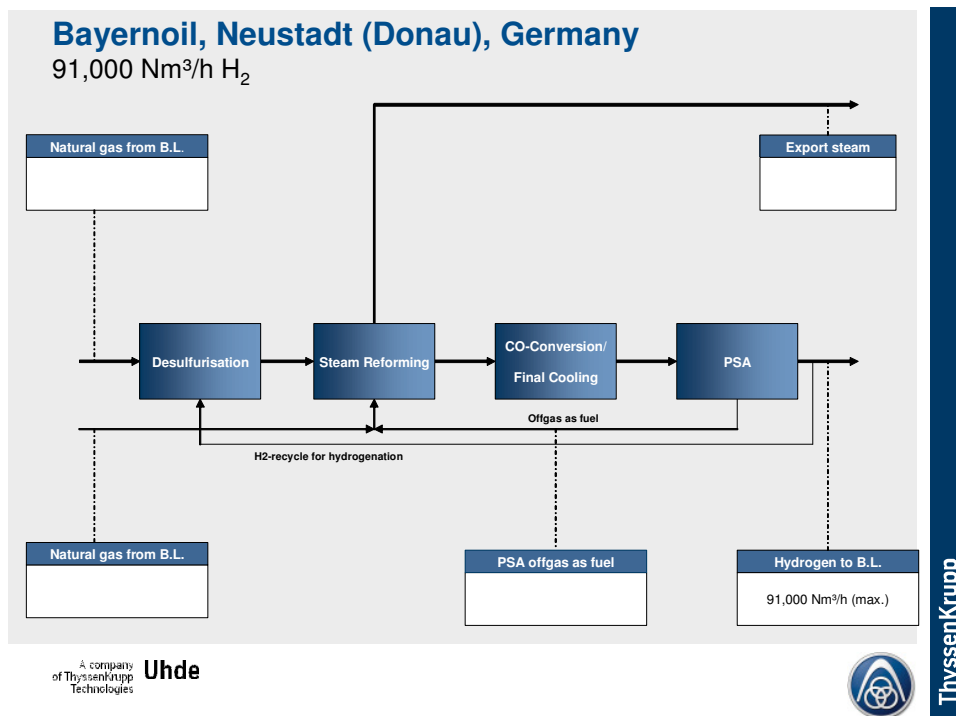 Bayernoil, Neustadt (Donau), Germany
91,000 Nm³/h H₂
Natural gas from B.L.
Export steam
Desulfurisation
Steam Reforming
CO-Conversion/
Final Cooling
PSA
Offgas as fuel
H2-recycle for hydrogenation
Natural gas from B.L.
PSA offgas as fuel
Hydrogen to B.L.
91,000 Nm³/h (max.)
A company
of ThyssenKrupp
Technologies
Uhde
ThyssenKrupp